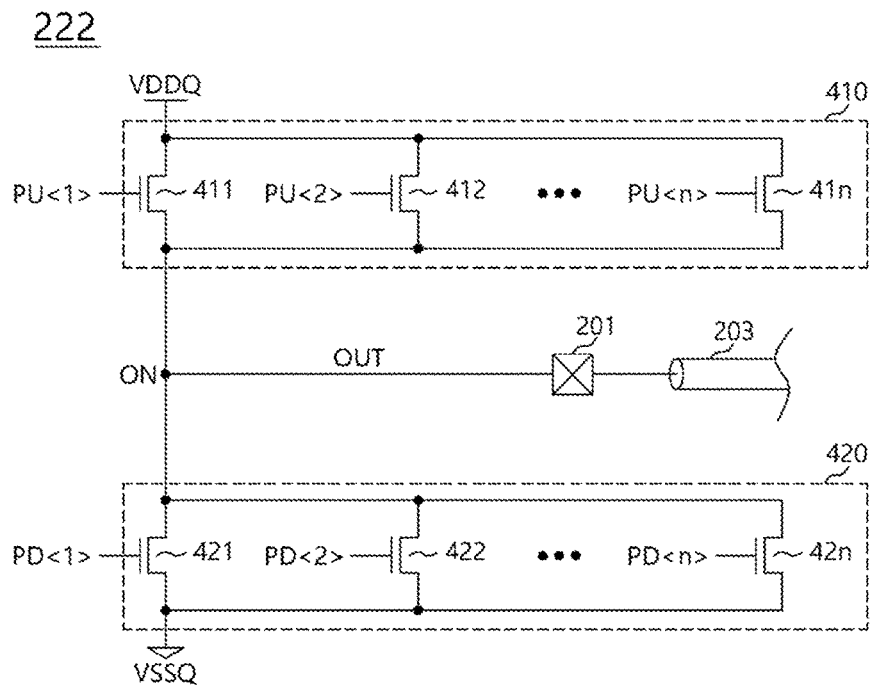 222
VDDQ
410
PU<1> 411 PU<2> 412 ••• PU<n> 41n
201 203
ON OUT
420
PD<1> 421 PD<2> 422 ••• PD<n> 42n
VSSQ